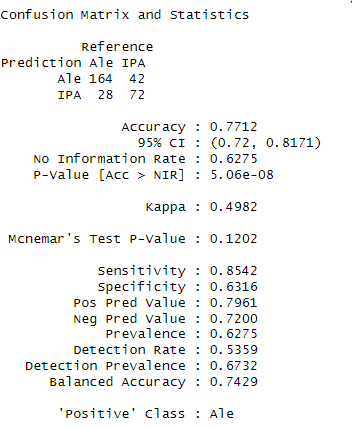 Confusion Matrix and Statistics
Reference
Prediction Ale IPA
Ale 164 42
IPA 28 72
Accuracy : 0.7712
95% CI : (0.72, 0.8171)
No Information Rate : 0.6275
P-Value [Acc > NIR] : 5.06e-08
Kappa : 0.4982
Mcnemar's Test P-Value : 0.1202
Sensitivity : 0.8542
Specificity : 0.6316
Pos Pred Value : 0.7961
Neg Pred Value : 0.7200
Prevalence : 0.6275
Detection Rate : 0.5359
Detection Prevalence : 0.6732
Balanced Accuracy : 0.7429
'Positive' Class : Ale